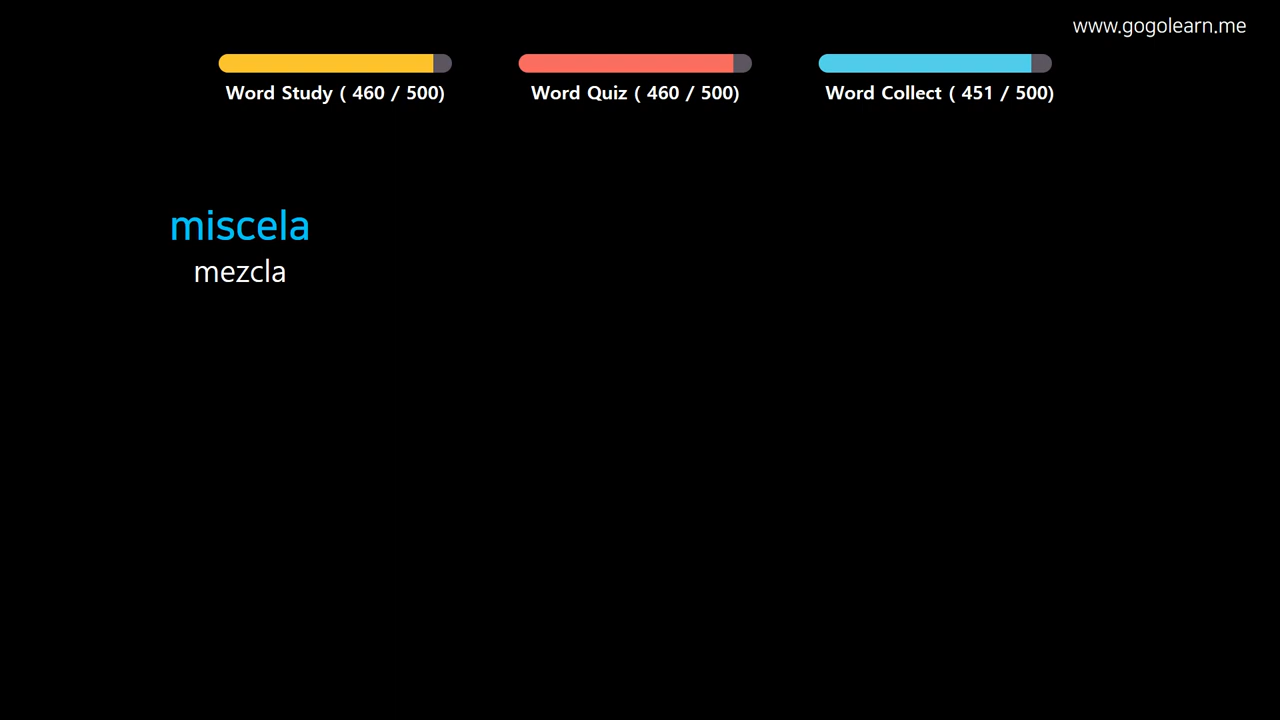 www.gogolearn.me
Word Study ( 460 / 500)
Word Quiz ( 460 / 500)
Word Collect ( 451 / 500)
miscela
mezcla